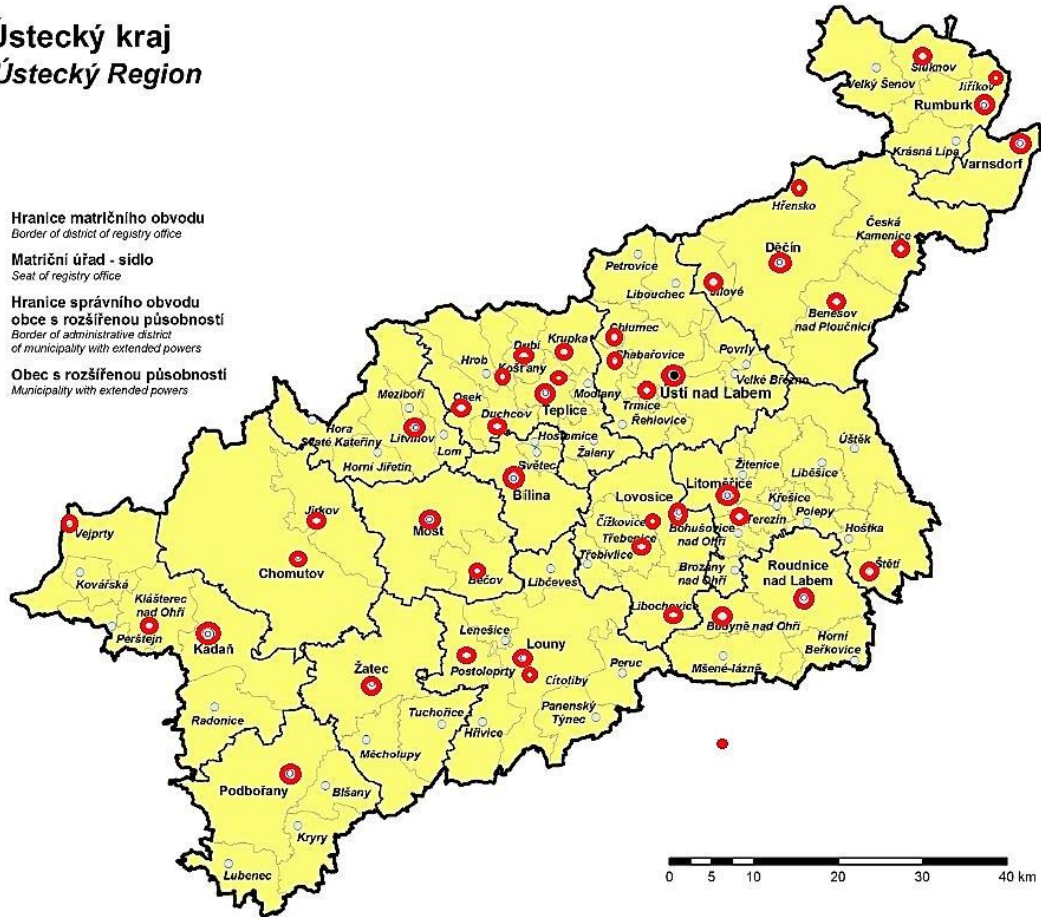 Ústecký kraj
Ústecký Region
Hranice matričního obvodu
Border of district of registry office
Matriční úřad - sídlo
Seat of registry office
Hranice správního obvodu
obce s rozšířenou působností
Border of administrative district
of municipality with extended powers
Obec s rozšířenou působností
Municipality with extended powers
Šluknov
Velký Šenov
Jiříkov
Rumburk
Krásná Lípa
Varnsdorf
Hřensko
Česká
Kamenice
Děčín
Jílové
Benešov
nad Ploučnicí
Petrovice
Libouchec
Chlumec
Chabařovice
Povrly
Velké Březno
Ústí nad Labem
Trmice
Řehlovice
Krupka
Dubí
Hrob
Košťany
Modlany
Teplice
Osek
Duchcov
Meziboří
Litvínov
Hora
Svaté Kateřiny
Horní Jiřetín
Lom
Hostomice
Žalany
Světec
Bílina
Úštěk
Žitenice
Liběšice
Litoměřice
Křešice
Polepy
Terezín
Hoštka
Štětí
Lovosice
Čížkovice
Bohušovice
nad Ohří
Třebenice
Třebívlice
Brozany
nad Ohří
Roudnice
nad Labem
Libochovice
Budyně nad Ohří
Mšené-lázně
Horní
Beřkovice
Jirkov
Chomutov
Most
Bečov
Libčeves
Vejprty
Kovářská
Klášterec
nad Ohří
Perštejn
Kadaň
Radonice
Lenešice
Louny
Postoloprty
Cítoliby
Peruc
Panenský
Týnec
Žatec
Tuchořice
Hřivice
Měcholupy
Podbořany
Blšany
Kryry
Lubenec
0 5 10 20 30 40 km